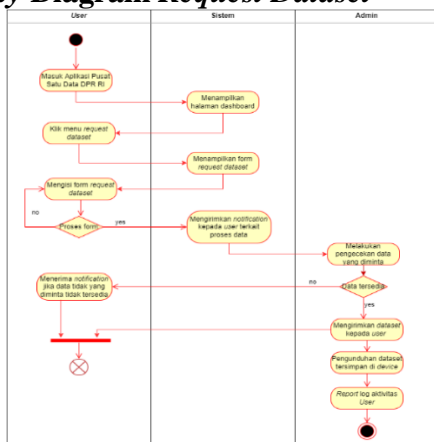 y Diagram Request Dataset
User
Sistem
Admin
Masuk Aplikasi Pusat
Satu Data DPR RI
Menampilkan
halaman dashboard
Klik menu request
dataset
Menampilkan form
request dataset
Mengisi form request
dataset
no
Proses form
yes
Mengirimkan notification
kepada user terkait
proses data
Melakukan
pengecekan data
yang diminta
Menerima notification
jika data tidak yang
diminta tidak tersedia
no
Data tersedia
yes
Mengirimkan dataset
kepada user
Pengunduhan dataset
tersimpan di device
Report log aktivitas
User